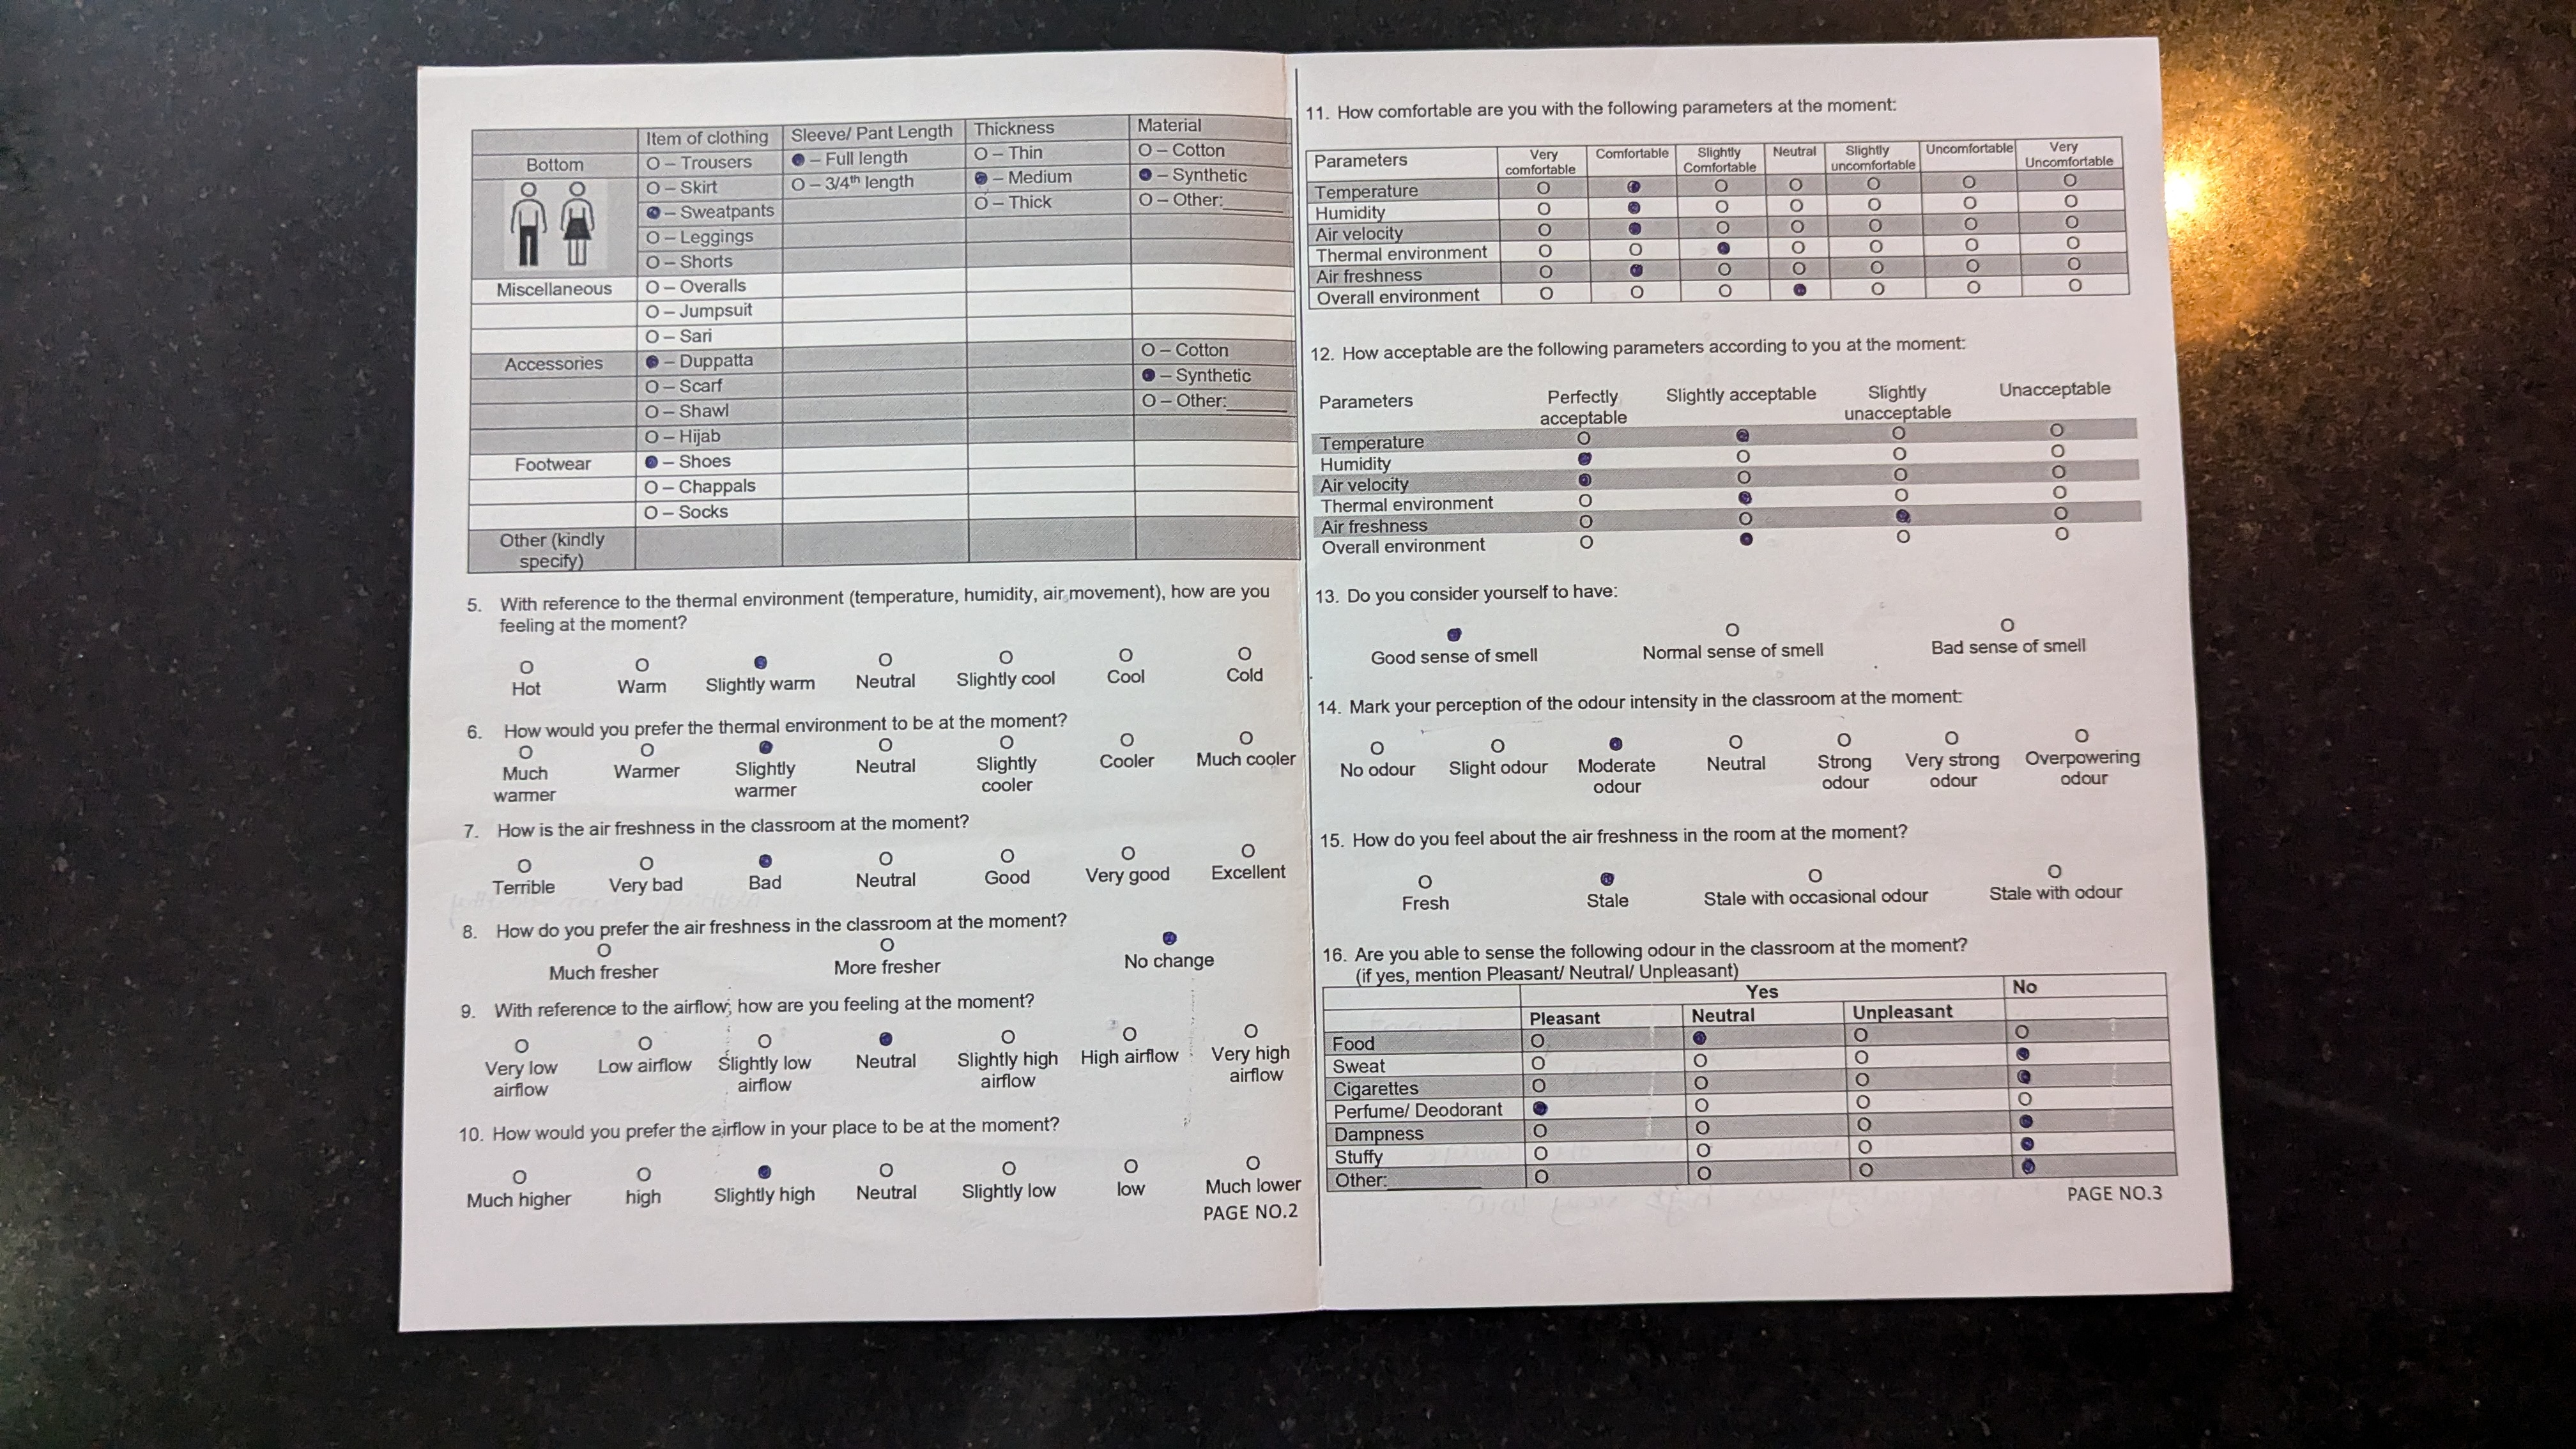 Item of clothing Sleeve/ Pant Length Thickness Material
Bottom O – Trousers ● – Full length O – Thin O – Cotton
O – Skirt O – 3/4th length ● – Medium ● – Synthetic
● – Sweatpants O – Thick O – Other:______
O – Leggings
O – Shorts
Miscellaneous O – Overalls
O – Jumpsuit
O – Sari
Accessories ● – Duppatta O – Cotton
O – Scarf ● – Synthetic
O – Shawl O – Other:______
O – Hijab
Footwear ● – Shoes
O – Chappals
O – Socks
Other (kindly
specify)
5. With reference to the thermal environment (temperature, humidity, air movement), how are you
feeling at the moment?
O O ● O O O O
Hot Warm Slightly warm Neutral Slightly cool Cool Cold
6. How would you prefer the thermal environment to be at the moment?
O O ● O O O O
Much Warmer Slightly Neutral Slightly Cooler Much cooler
warmer warmer cooler
7. How is the air freshness in the classroom at the moment?
O O ● O O O O
Terrible Very bad Bad Neutral Good Very good Excellent
8. How do you prefer the air freshness in the classroom at the moment?
O O ●
Much fresher More fresher No change
9. With reference to the airflow, how are you feeling at the moment?
O O O ● O O O
Very low Low airflow Slightly low Neutral Slightly high High airflow Very high
airflow airflow airflow airflow
10. How would you prefer the airflow in your place to be at the moment?
O O ● O O O O
Much higher high Slightly high Neutral Slightly low low Much lower
PAGE NO.2
11. How comfortable are you with the following parameters at the moment:
Parameters Very Comfortable Slightly Neutral Slightly Uncomfortable Very
comfortable Comfortable uncomfortable Uncomfortable
Temperature O ● O O O O O
Humidity O ● O O O O O
Air velocity O ● O O O O O
Thermal environment O O ● O O O O
Air freshness O ● O O O O O
Overall environment O O O ● O O O
12. How acceptable are the following parameters according to you at the moment:
Parameters Perfectly Slightly acceptable Slightly Unacceptable
acceptable unacceptable
Temperature O ● O O
Humidity ● O O O
Air velocity ● O O O
Thermal environment O ● O O
Air freshness O O ● O
Overall environment O ● O O
13. Do you consider yourself to have:
● O O
Good sense of smell Normal sense of smell Bad sense of smell
14. Mark your perception of the odour intensity in the classroom at the moment:
O O ● O O O O
No odour Slight odour Moderate Neutral Strong Very strong Overpowering
odour odour odour odour
15. How do you feel about the air freshness in the room at the moment?
O ● O O
Fresh Stale Stale with occasional odour Stale with odour
16. Are you able to sense the following odour in the classroom at the moment?
(if yes, mention Pleasant/ Neutral/ Unpleasant)
Yes No
Pleasant Neutral Unpleasant
Food O ● O O
Sweat O O O ●
Cigarettes O O O ●
Perfume/ Deodorant ● O O O
Dampness O O O ●
Stuffy O O O ●
Other:__________ O O O ●
PAGE NO.3